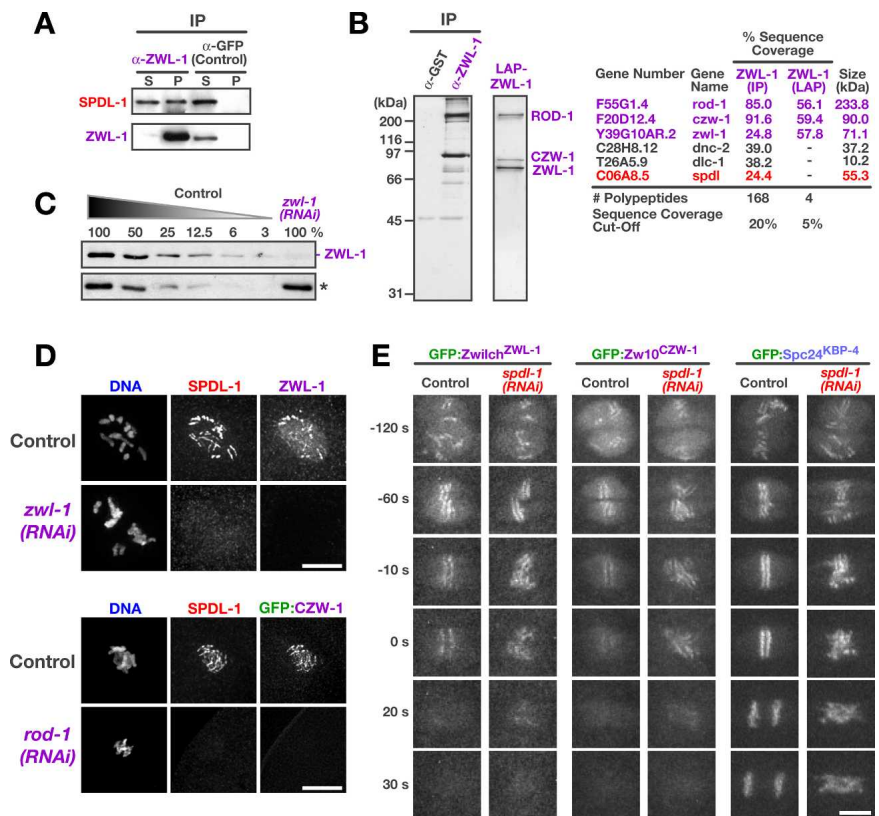 A
IP
α-ZWL-1
α-GFP
(Control)
S P S P
SPDL-1
ZWL-1
B
IP
α-GST
α-ZWL-1
LAP-
ZWL-1
(kDa)
200
116
97
66
45
31
ROD-1
CZW-1
ZWL-1
% Sequence
Coverage
Gene Number Gene Name ZWL-1 (IP) ZWL-1 (LAP) Size (kDa)
F55G1.4 rod-1 85.0 56.1 233.8
F20D12.4 czw-1 91.6 59.4 90.0
Y39G10AR.2 zwl-1 24.8 57.8 71.1
C28H8.12 dnc-2 39.0 - 37.2
T26A5.9 dlc-1 38.2 - 10.2
C06A8.5 spdl 24.4 - 55.3
# Polypeptides 168 4
Sequence Coverage
Cut-Off 20% 5%
C
Control
zwl-1
(RNAi)
100 50 25 12.5 6 3 100 %
- ZWL-1
*
D
DNA SPDL-1 ZWL-1
Control
zwl-1
(RNAi)
DNA SPDL-1 GFP:CZW-1
Control
rod-1
(RNAi)
E
GFP:Zwilch^ZWL-1 GFP:Zw10^CZW-1 GFP:Spc24^KBP-4
Control spdl-1 (RNAi) Control spdl-1 (RNAi) Control spdl-1 (RNAi)
-120 s
-60 s
-10 s
0 s
20 s
30 s